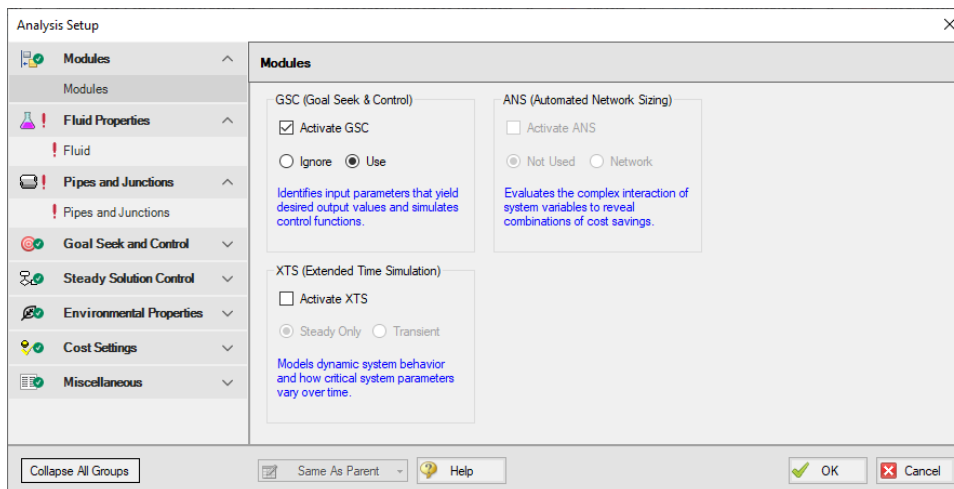 Analysis Setup
Modules
Modules
Fluid Properties
Fluid
Pipes and Junctions
Pipes and Junctions
Goal Seek and Control
Steady Solution Control
Environmental Properties
Cost Settings
Miscellaneous
Modules
GSC (Goal Seek & Control)
Activate GSC
Ignore Use
Identifies input parameters that yield
desired output values and simulates
control functions.
ANS (Automated Network Sizing)
Activate ANS
Not Used Network
Evaluates the complex interaction of
system variables to reveal
combinations of cost savings.
XTS (Extended Time Simulation)
Activate XTS
Steady Only Transient
Models dynamic system behavior
and how critical system parameters
vary over time.
Collapse All Groups
Same As Parent
Help
OK
Cancel